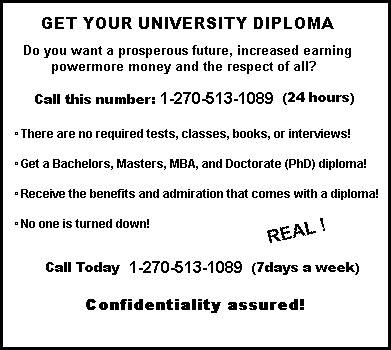 GET YOUR UNIVERSITY DIPLOMA
Do you want a prosperous future, increased earning
powermore money and the respect of all?
Call this number: 1-270-513-1089 (24 hours)
▫There are no required tests, classes, books, or interviews!
▫Get a Bachelors, Masters, MBA, and Doctorate (PhD) diploma!
▫Receive the benefits and admiration that comes with a diploma!
▫No one is turned down!
REAL !
Call Today 1-270-513-1089 (7days a week)
Confidentiality assured!